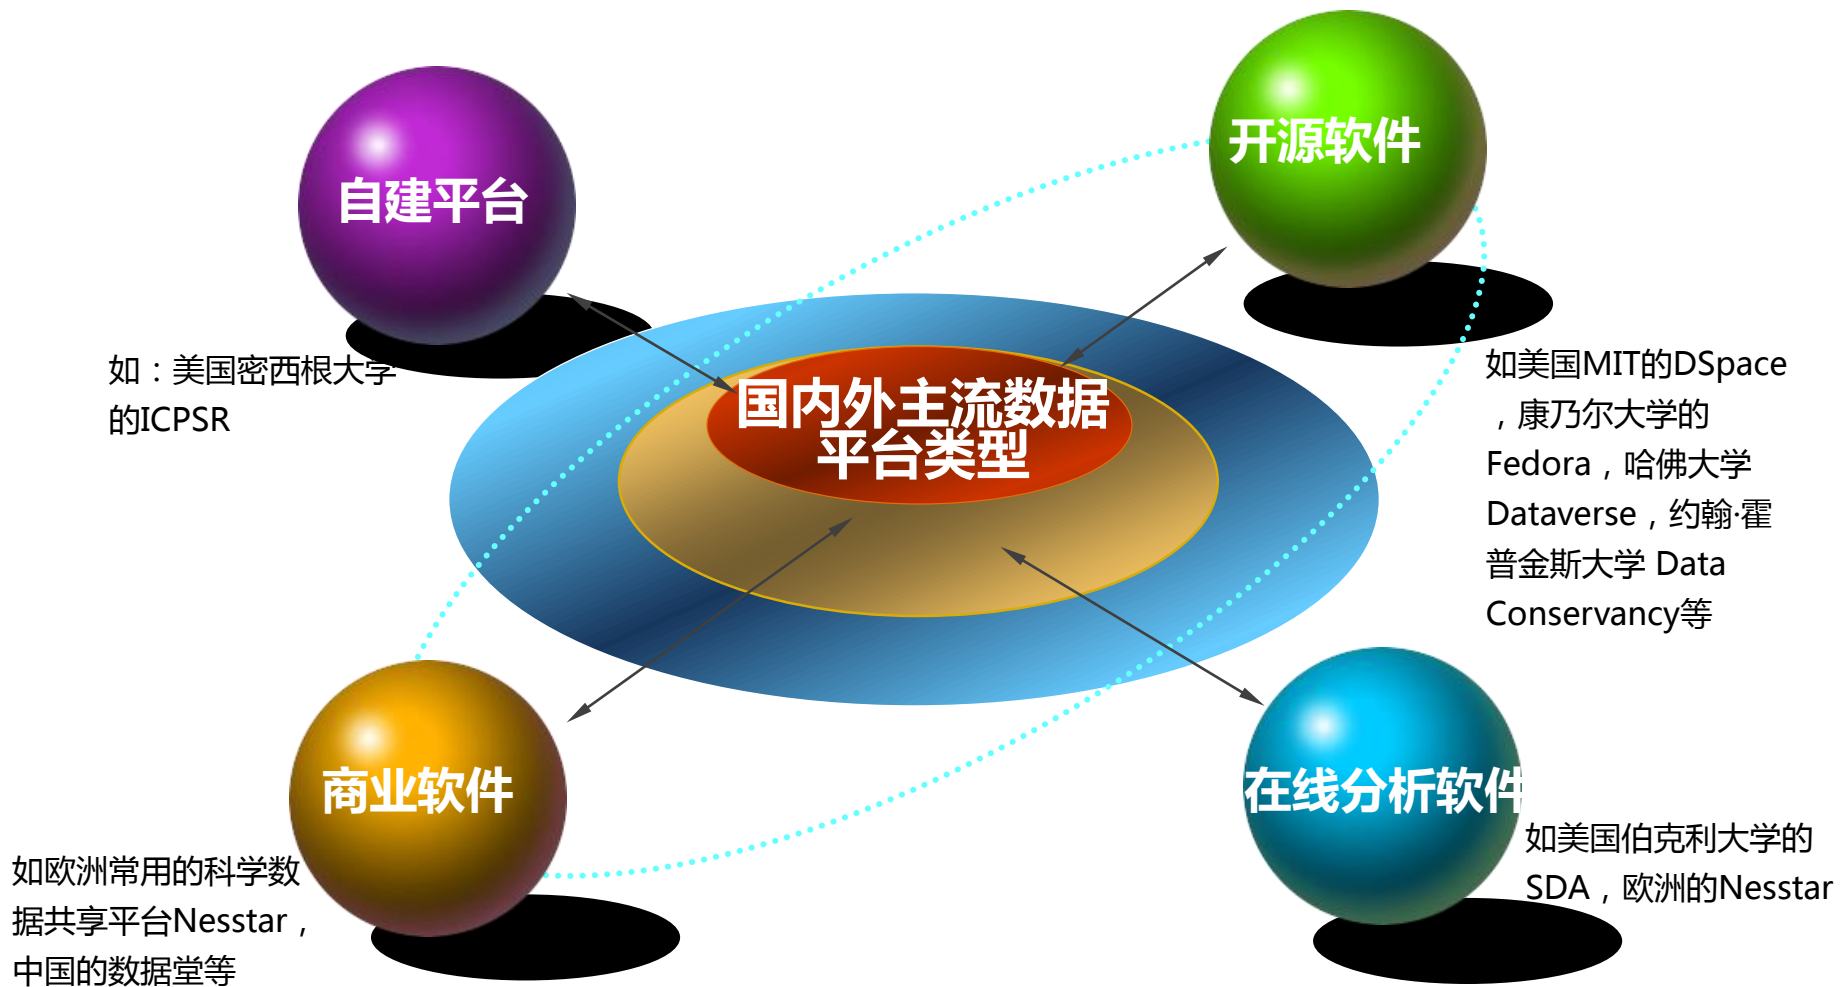 自建平台
如：美国密西根大学
的ICPSR
开源软件
如美国MIT的DSpace
，康乃尔大学的
Fedora，哈佛大学
Dataverse，约翰·霍
普金斯大学 Data
Conservancy等
国内外主流数据
平台类型
商业软件
如欧洲常用的科学数
据共享平台Nesstar，
中国的数据堂等
在线分析软件
如美国伯克利大学的
SDA，欧洲的Nesstar